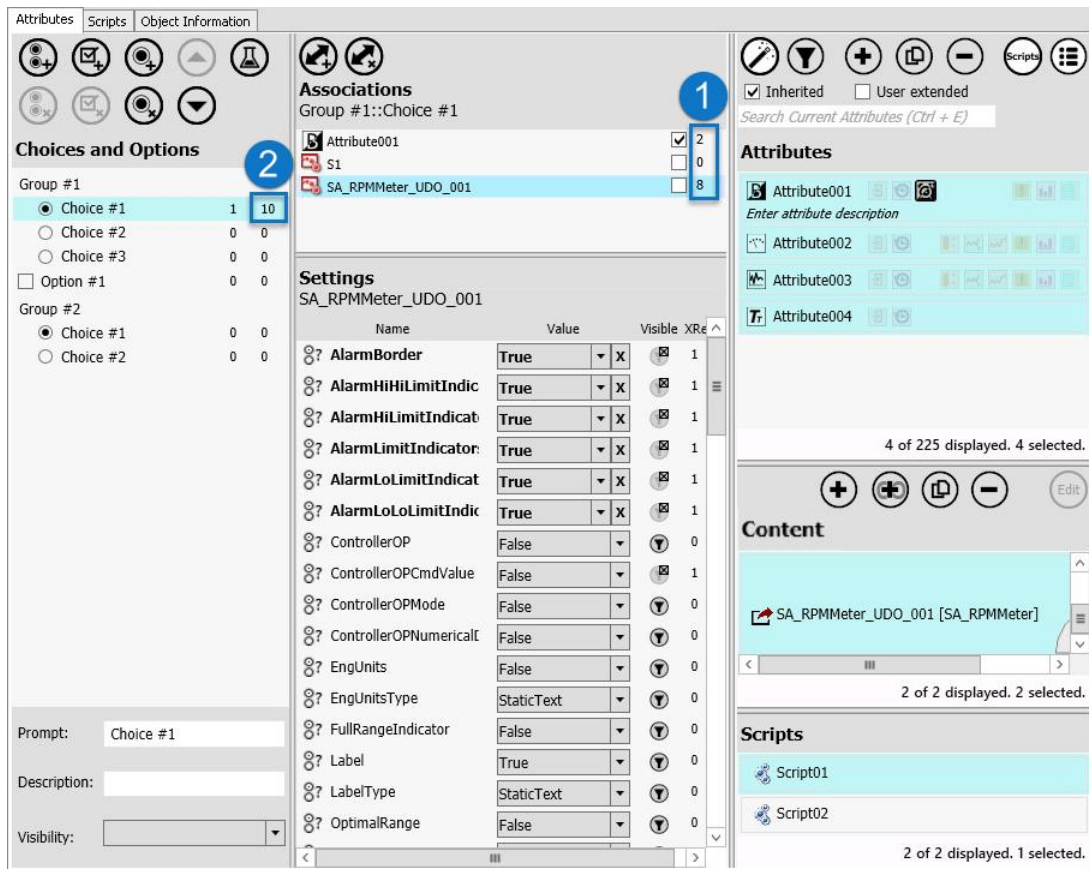 Attributes Scripts Object Information
Choices and Options
Group #1
Choice #1 1 10
Choice #2 0 0
Choice #3 0 0
Option #1 0 0
Group #2
Choice #1 0 0
Choice #2 0 0
2
Prompt: Choice #1
Description:
Visibility:
Associations
Group #1::Choice #1
1
Attribute001 2
S1 0
SA_RPMMeter_UDO_001 8
Settings
SA_RPMMeter_UDO_001
Name Value Visible XRe
AlarmBorder True X 1
AlarmHiHiLimitIndic True X 1
AlarmHiLimitIndicat True X 1
AlarmLimitIndicator True X 1
AlarmLoLimitIndicat True X 1
AlarmLoLoLimitIndic True X 1
ControllerOP False 0
ControllerOPCmdValue False 1
ControllerOPMode False 0
ControllerOPNumerical False 0
EngUnits False 0
EngUnitsType StaticText 0
FullRangeIndicator False 0
Label True 0
LabelType StaticText 0
OptimalRange False 0
Scripts
Inherited User extended
Search Current Attributes (Ctrl + E)
Attributes
Attribute001
Enter attribute description
Attribute002
Attribute003
Attribute004
4 of 225 displayed. 4 selected.
Edit
Content
SA_RPMMeter_UDO_001 [SA_RPMMeter]
2 of 2 displayed. 2 selected.
Scripts
Script01
Script02
2 of 2 displayed. 1 selected.